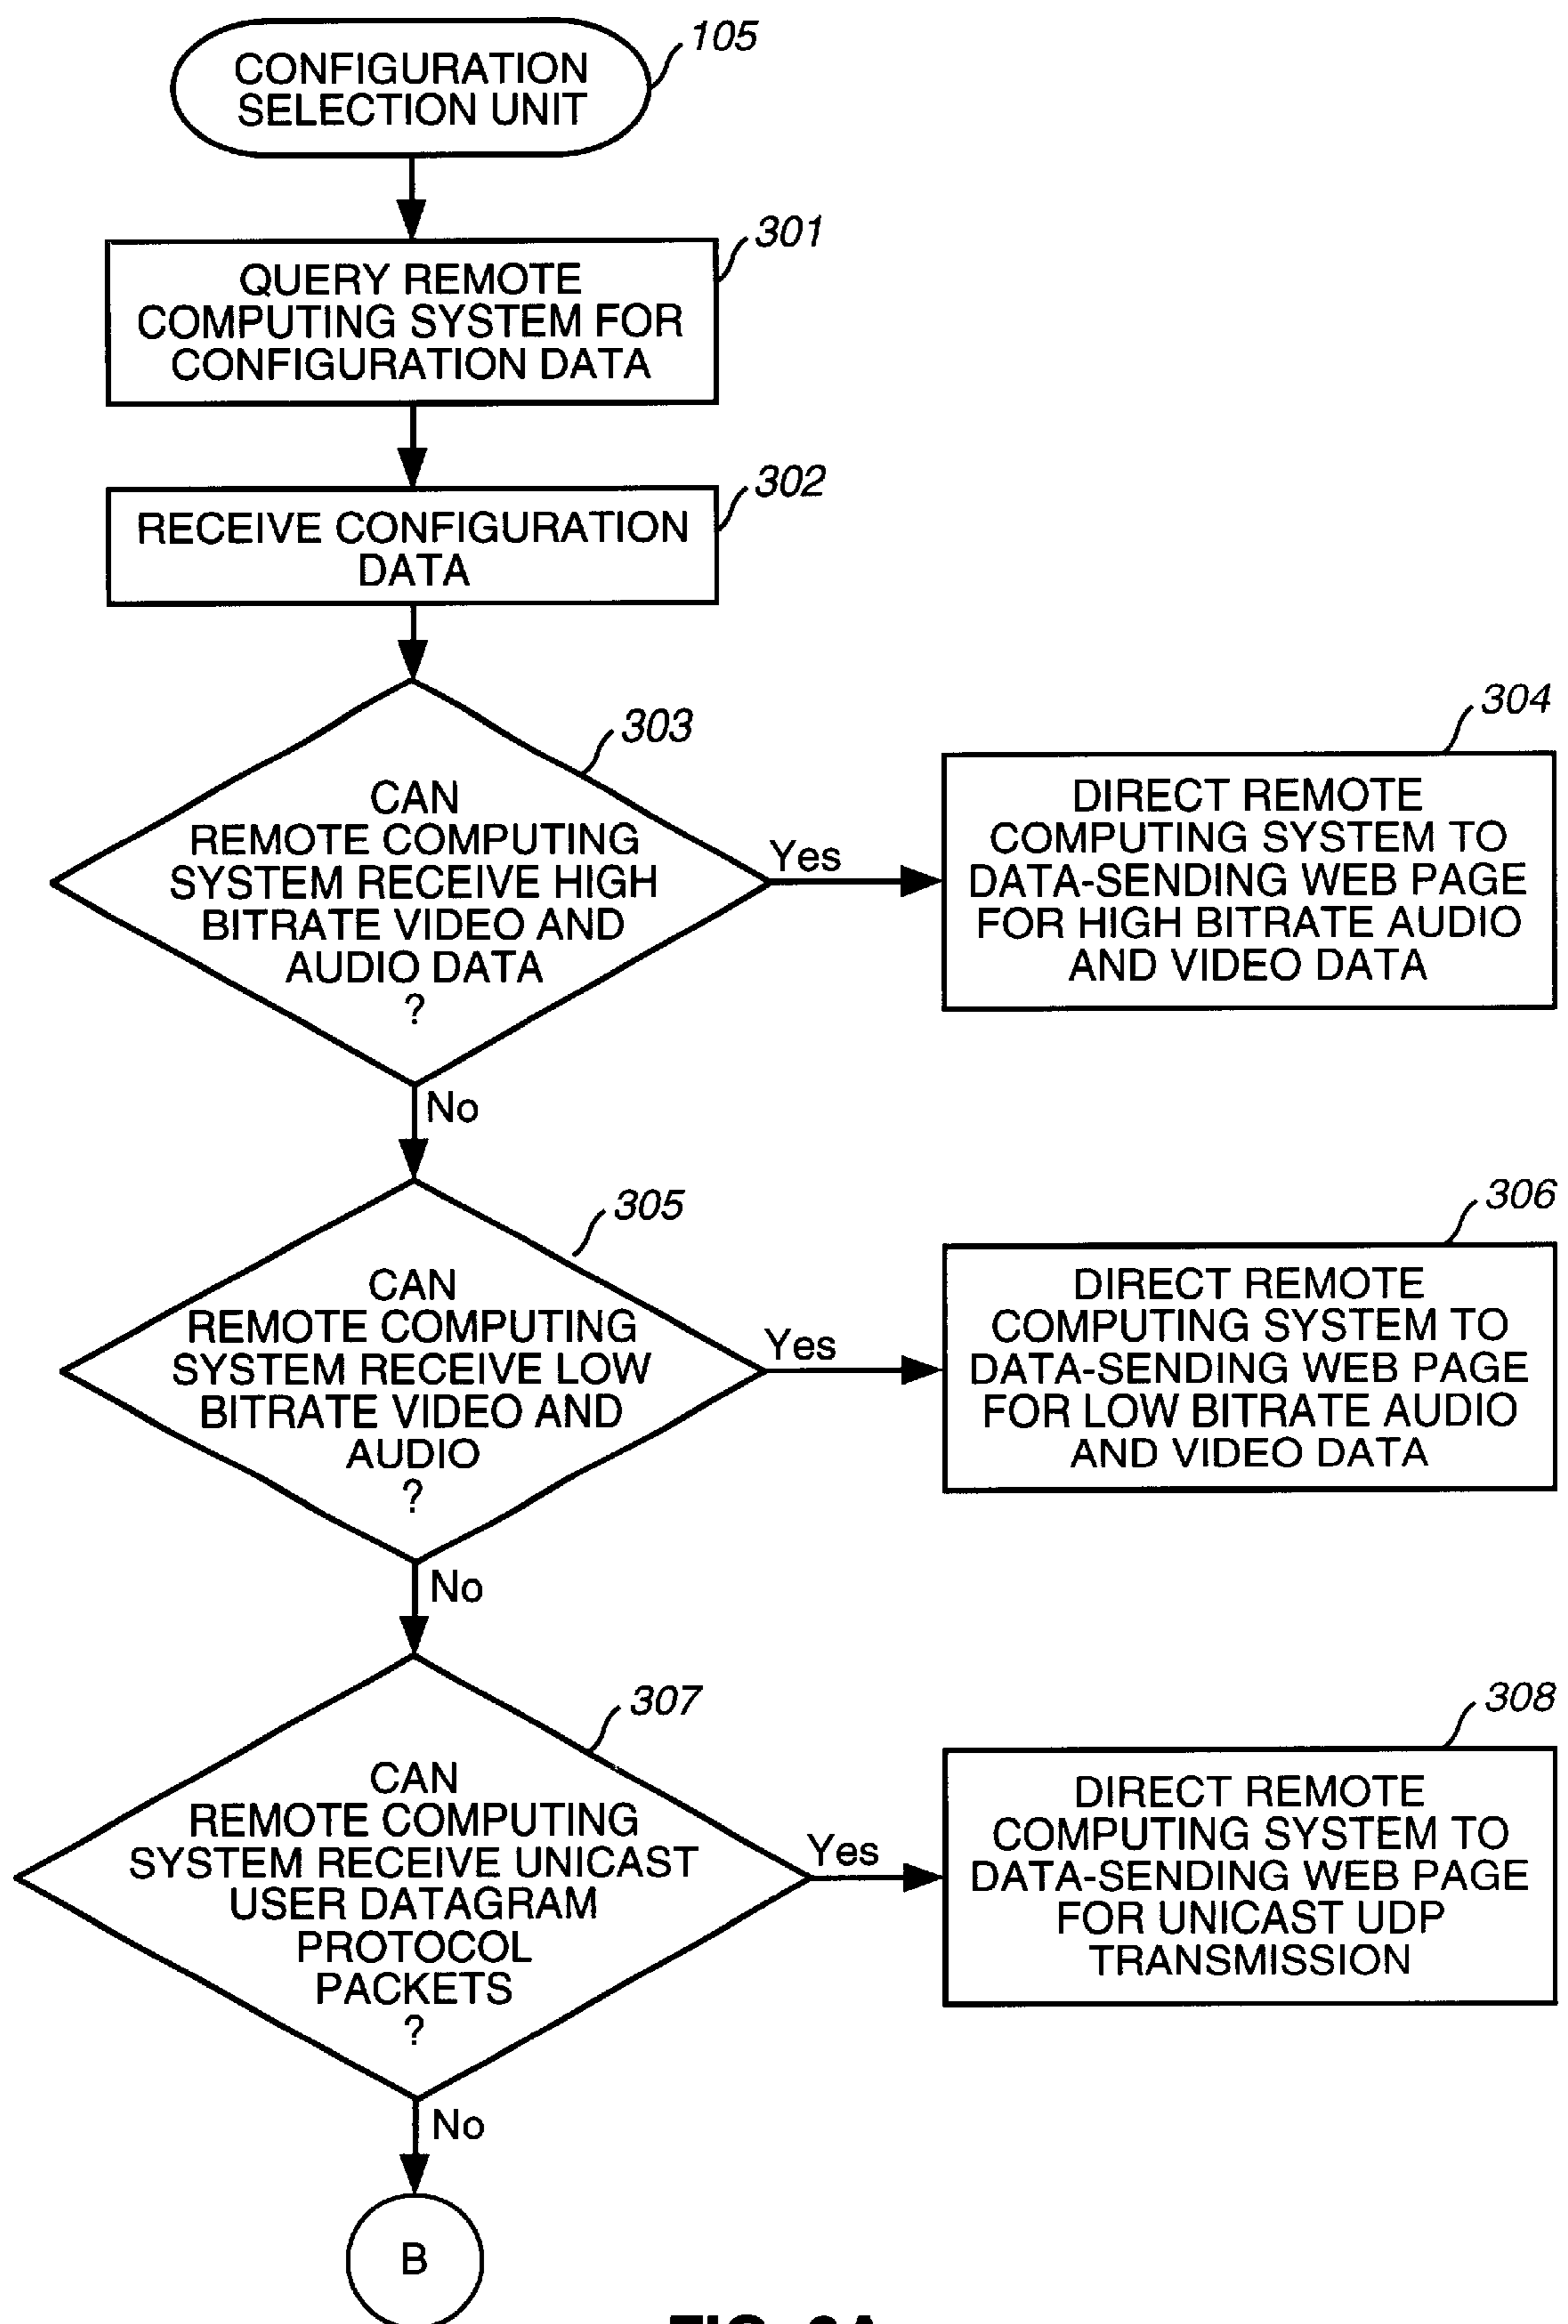 105
CONFIGURATION
SELECTION UNIT
301
QUERY REMOTE
COMPUTING SYSTEM FOR
CONFIGURATION DATA
302
RECEIVE CONFIGURATION
DATA
303
CAN
REMOTE COMPUTING
SYSTEM RECEIVE HIGH
BITRATE VIDEO AND
AUDIO DATA
?
Yes
304
DIRECT REMOTE
COMPUTING SYSTEM TO
DATA-SENDING WEB PAGE
FOR HIGH BITRATE AUDIO
AND VIDEO DATA
No
305
CAN
REMOTE COMPUTING
SYSTEM RECEIVE LOW
BITRATE VIDEO AND
AUDIO
?
Yes
306
DIRECT REMOTE
COMPUTING SYSTEM TO
DATA-SENDING WEB PAGE
FOR LOW BITRATE AUDIO
AND VIDEO DATA
No
307
CAN
REMOTE COMPUTING
SYSTEM RECEIVE UNICAST
USER DATAGRAM
PROTOCOL
PACKETS
?
Yes
308
DIRECT REMOTE
COMPUTING SYSTEM TO
DATA-SENDING WEB PAGE
FOR UNICAST UDP
TRANSMISSION
No
B